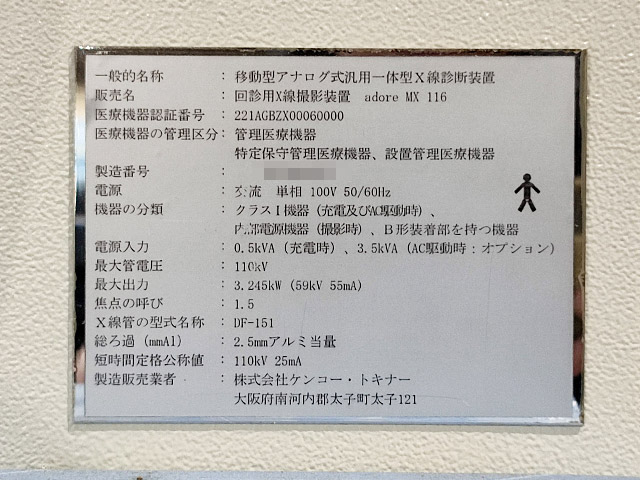 一般的名称 : 移動型アナログ式汎用一体型X線診断装置
販売名 : 回診用X線撮影装置 adore MX 116
医療機器認証番号 : 221AGBZX00060000
医療機器の管理区分: 管理医療機器
特定保守管理医療機器、設置管理医療機器
製造番号 :
電源 : 交流 単相 100V 50/60Hz
機器の分類 : クラスⅠ機器(充電及びAC駆動時)、
内部電源機器(撮影時)、B形装着部を持つ機器
電源入力 : 0.5kVA(充電時)、3.5kVA(AC駆動時:オプション)
最大管電圧 : 110kV
最大出力 : 3.245kW(59kV 55mA)
焦点の呼び : 1.5
X線管の型式名称 : DF-151
総ろ過(mmAl) : 2.5mmアルミ当量
短時間定格公称値 : 110kV 25mA
製造販売業者 : 株式会社ケンコー・トキナー
大阪府南河内郡太子町太子121